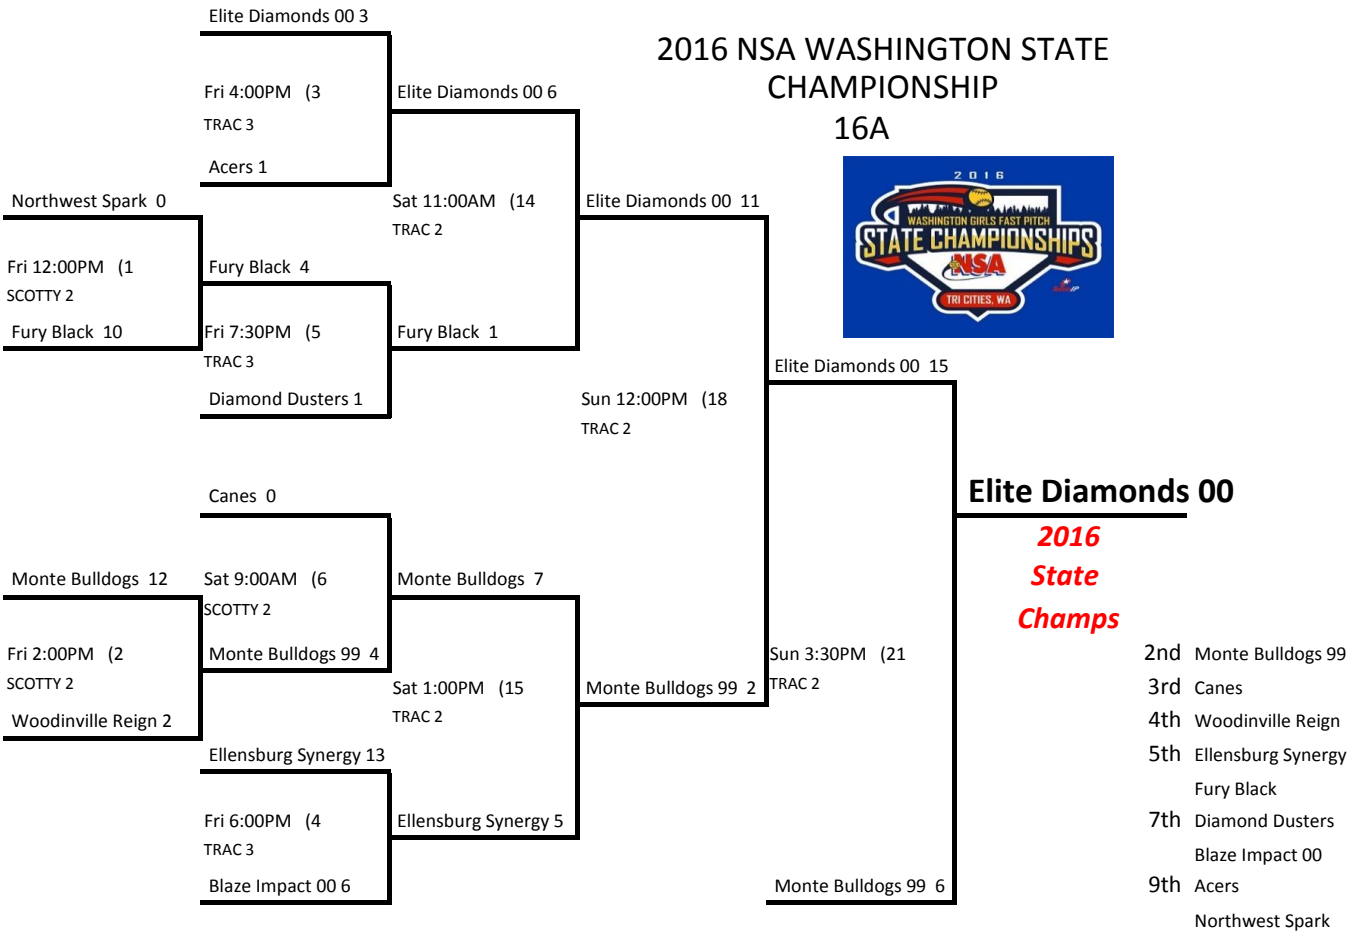 Elite Diamonds 00 3
2016 NSA WASHINGTON STATE
CHAMPIONSHIP
16A
Fri 4:00PM (3
TRAC 3
Elite Diamonds 00 6
Acers 1
2016
WASHINGTON GIRLS FAST PITCH
STATE CHAMPIONSHIPS
NSA
TRI CITIES, WA
Northwest Spark 0
Sat 11:00AM (14
TRAC 2
Elite Diamonds 00 11
Fri 12:00PM (1
SCOTTY 2
Fury Black 4
Fury Black 10
Fri 7:30PM (5
TRAC 3
Fury Black 1
Diamond Dusters 1
Elite Diamonds 00 15
Sun 12:00PM (18
TRAC 2
Canes 0
Elite Diamonds 00
2016
State
Champs
Monte Bulldogs 12
Sat 9:00AM (6
SCOTTY 2
Monte Bulldogs 7
Fri 2:00PM (2
SCOTTY 2
Monte Bulldogs 99 4
Woodinville Reign 2
Sat 1:00PM (15
TRAC 2
Monte Bulldogs 99 2
Sun 3:30PM (21
TRAC 2
Ellensburg Synergy 13
Fri 6:00PM (4
TRAC 3
Ellensburg Synergy 5
Blaze Impact 00 6
Monte Bulldogs 99 6
2nd Monte Bulldogs 99
3rd Canes
4th Woodinville Reign
5th Ellensburg Synergy
Fury Black
7th Diamond Dusters
Blaze Impact 00
9th Acers
Northwest Spark